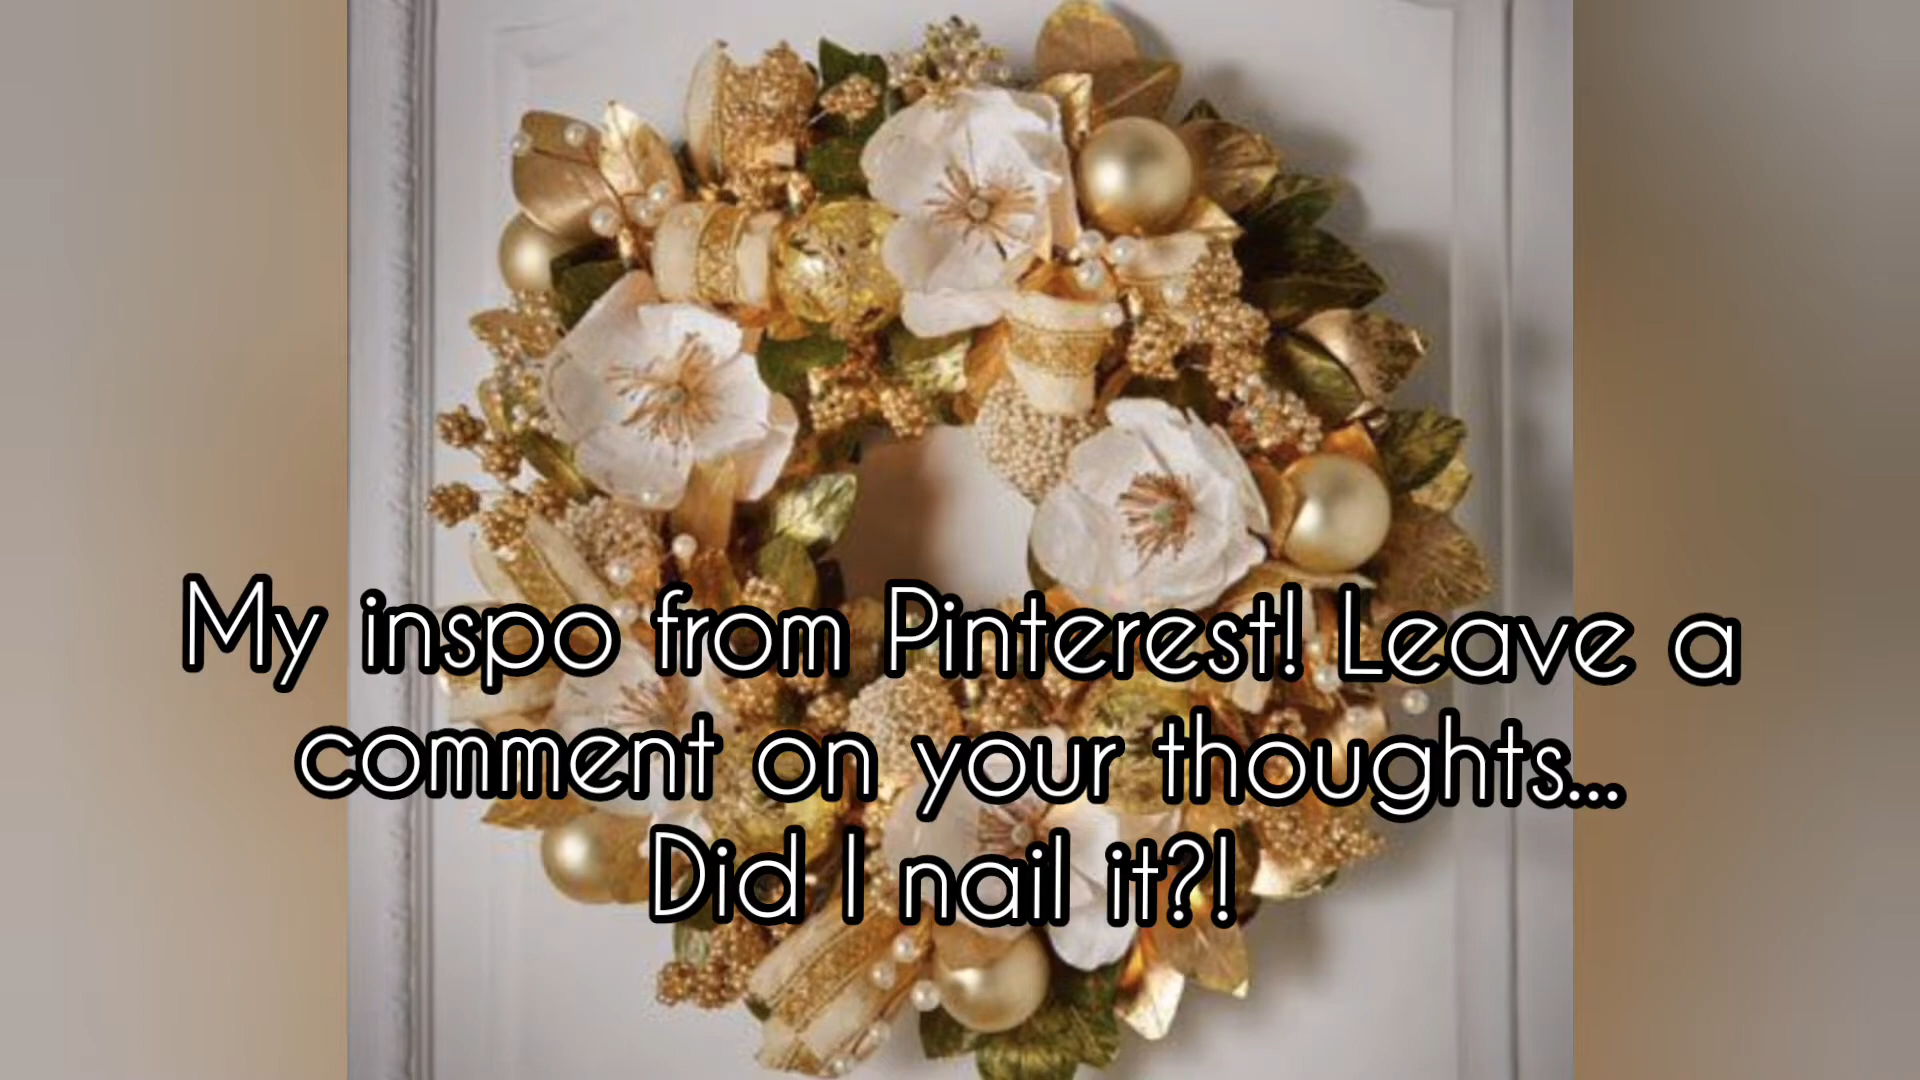 My inspo from Pinterest! Leave a
comment on your thoughts...
Did I nail it?!